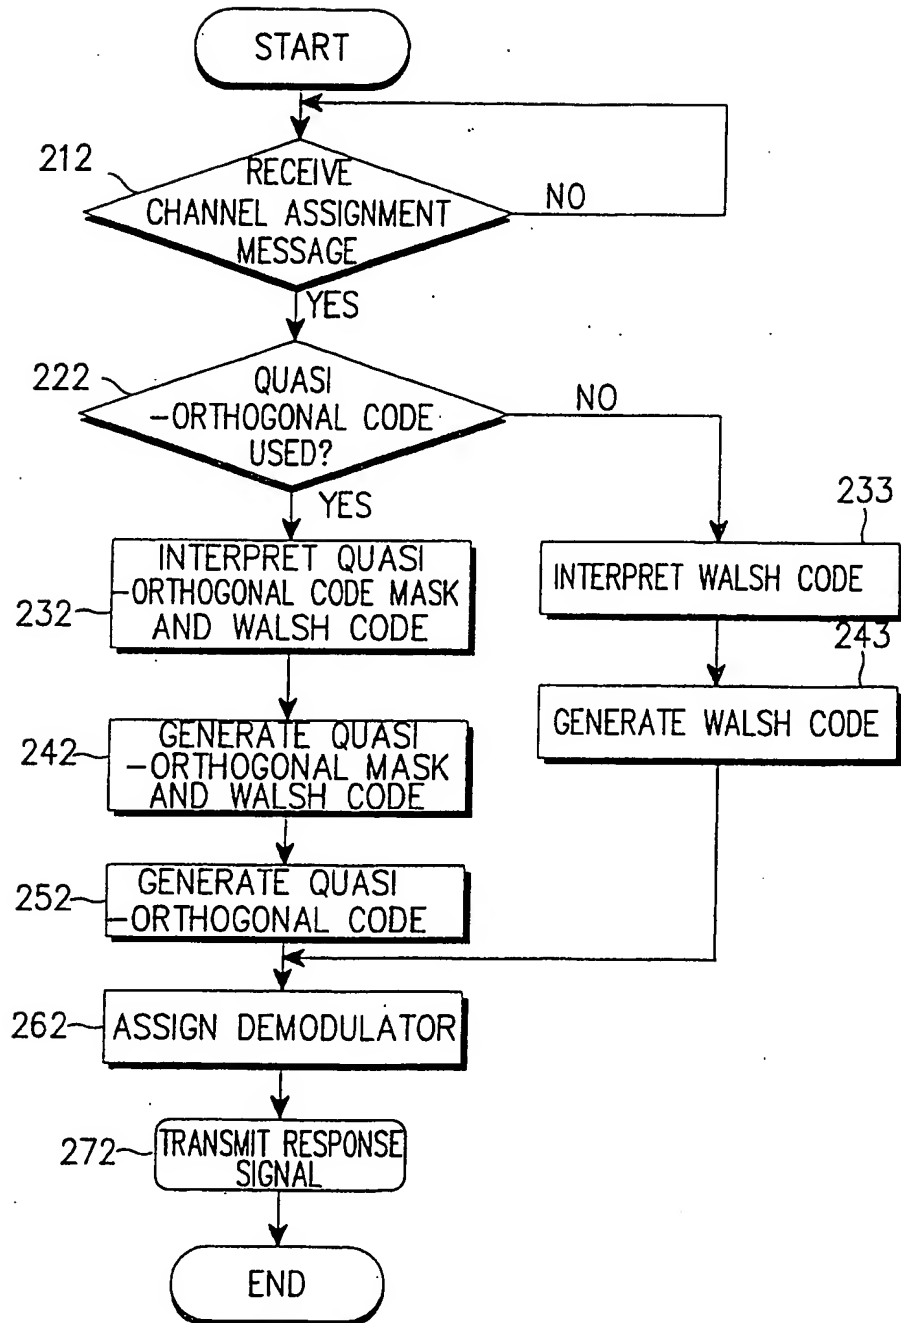 START
212
RECEIVE
CHANNEL ASSIGNMENT
MESSAGE
NO
YES
222
QUASI
-ORTHOGONAL CODE
USED?
NO
YES
232
INTERPRET QUASI
-ORTHOGONAL CODE MASK
AND WALSH CODE
233
INTERPRET WALSH CODE
242
GENERATE QUASI
-ORTHOGONAL MASK
AND WALSH CODE
243
GENERATE WALSH CODE
252
GENERATE QUASI
-ORTHOGONAL CODE
262
ASSIGN DEMODULATOR
272
TRANSMIT RESPONSE
SIGNAL
END